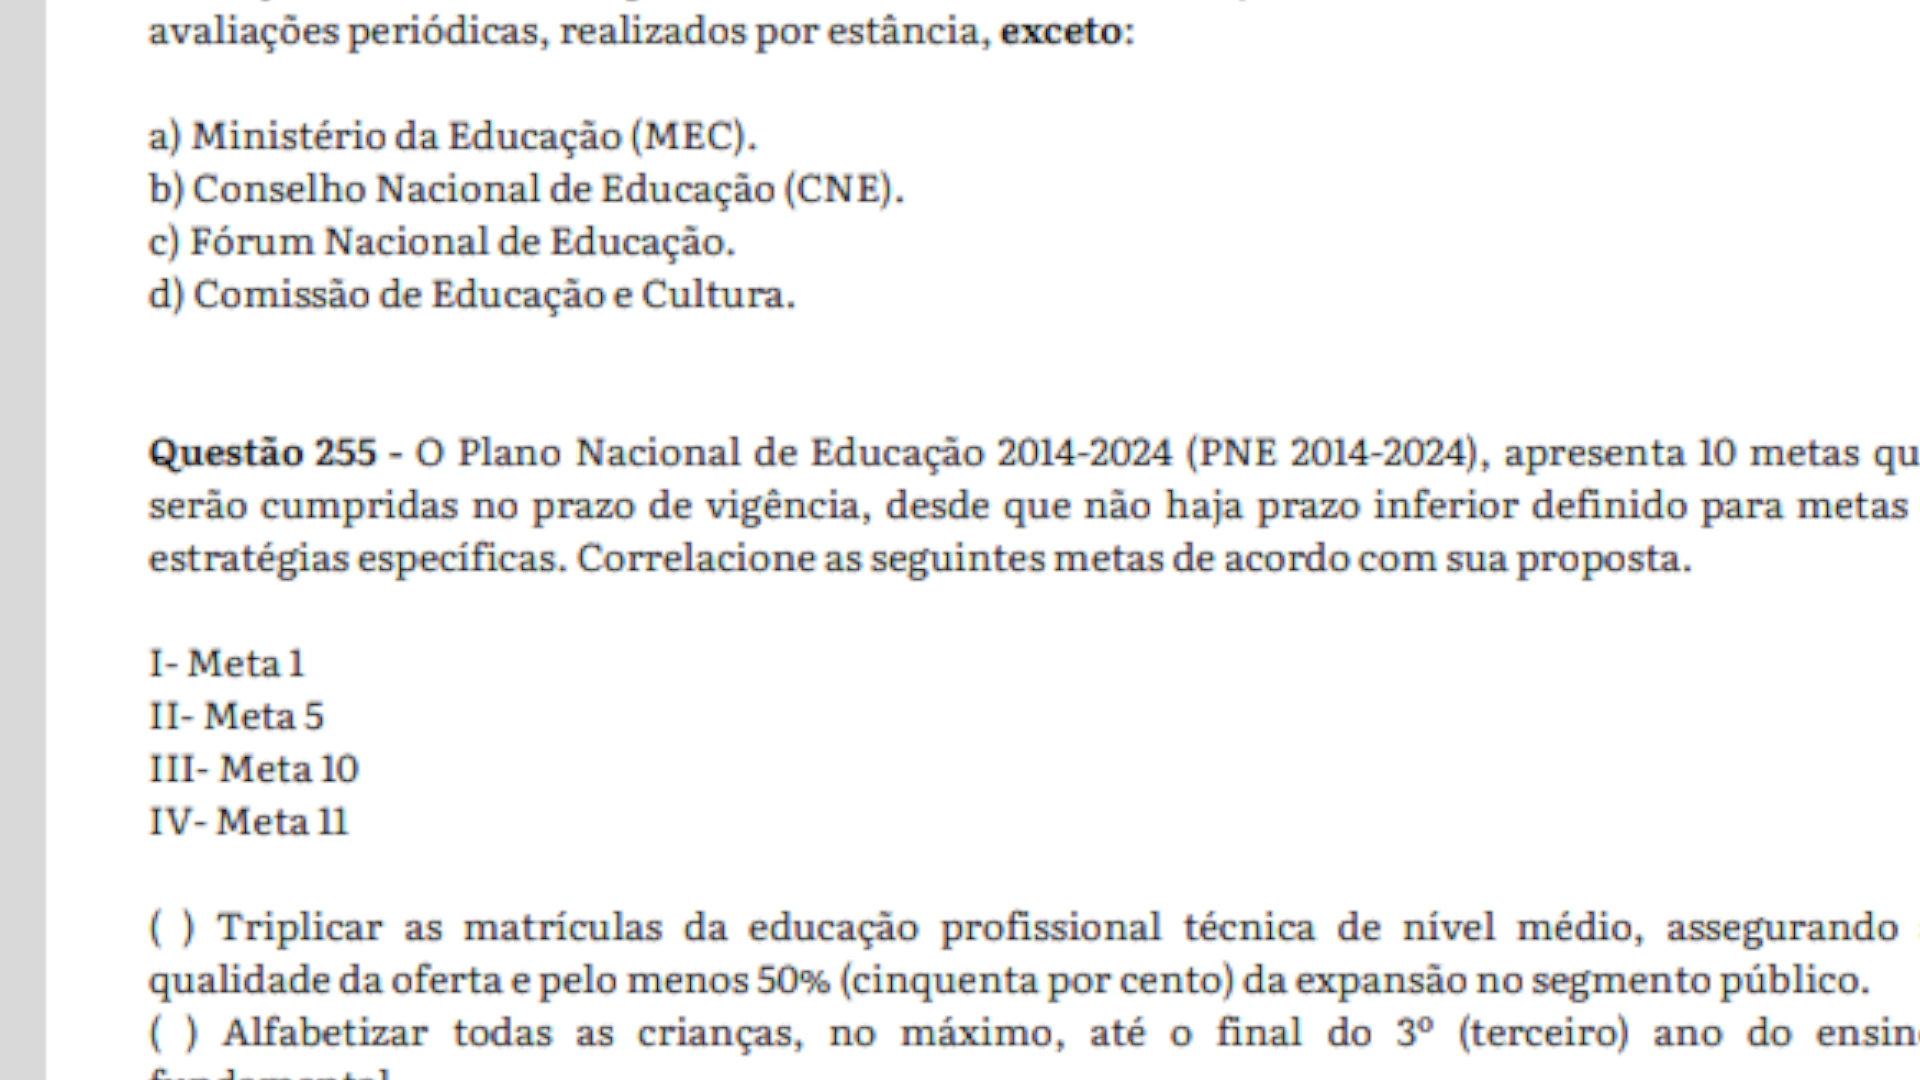 avaliações periódicas, realizados por estância, exceto:
a) Ministério da Educação (MEC).
b) Conselho Nacional de Educação (CNE).
c) Fórum Nacional de Educação.
d) Comissão de Educação e Cultura.
Questão 255 - O Plano Nacional de Educação 2014-2024 (PNE 2014-2024), apresenta 10 metas qu
serão cumpridas no prazo de vigência, desde que não haja prazo inferior definido para metas
estratégias específicas. Correlacione as seguintes metas de acordo com sua proposta.
I- Meta 1
II- Meta 5
III- Meta 10
IV- Meta 11
( ) Triplicar as matrículas da educação profissional técnica de nível médio, assegurando
qualidade da oferta e pelo menos 50% (cinquenta por cento) da expansão no segmento público.
( ) Alfabetizar todas as crianças, no máximo, até o final do 3º (terceiro) ano do ensin
fundamental